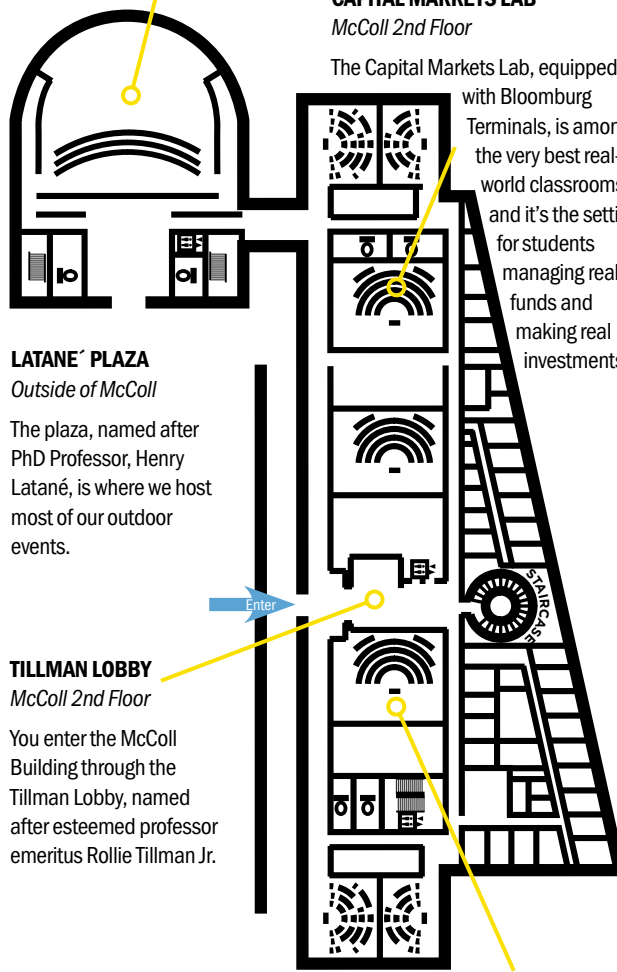 CAPITAL MARKETS LAB
McColl 2nd Floor
The Capital Markets Lab, equipped
with Bloomburg
Terminals, is
the very best real-
world classrooms
and it's the
for students
managing real
funds and
making real
investments
LATANE´ PLAZA
Outside of McColl
The plaza, named after
PhD Professor, Henry
Latané, is where we host
most of our outdoor
events.
Enter
STAIRCASE
TILLMAN LOBBY
McColl 2nd Floor
You enter the McColl
Building through the
Tillman Lobby, named
after esteemed professor
emeritus Rollie Tillman Jr.